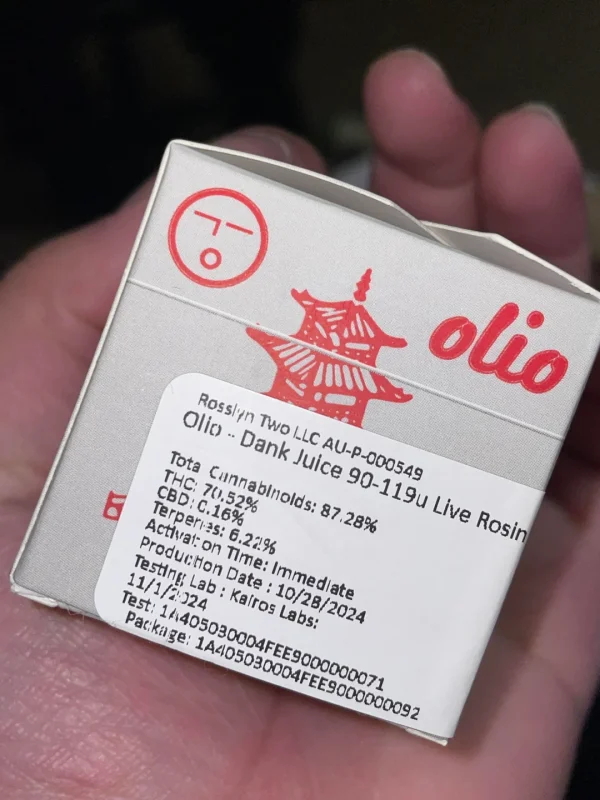 olio
Rosslyn Two LLC AU-P-000549
Olio - Dank Juice 90-119u Live Rosin
Total Cannabinoids: 87.28%
THC: 70.52%
CBD: 0.16%
Terpenes: 6.22%
Activation Time: Immediate
Production Date : 10/28/2024
Testing Lab : Kairos Labs:
11/1/2024
Test: 1A405030004FEE9000000071
Package: 1A405030004FEE9000000092